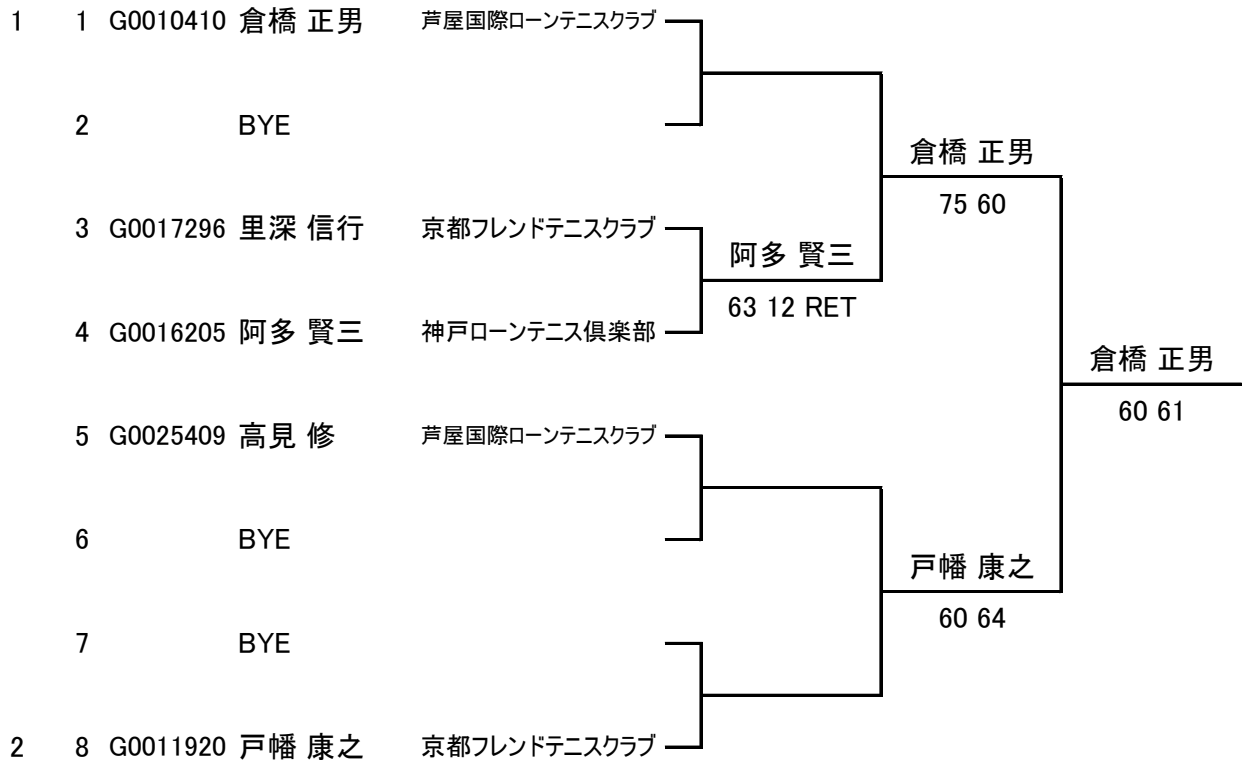 1 1 G0010410 倉橋 正男 芦屋国際ローンテニスクラブ
2 BYE
倉橋 正男
75 60
3 G0017296 里深 信行 京都フレンドテニスクラブ
阿多 賢三
63 12 RET
4 G0016205 阿多 賢三 神戸ローンテニス倶楽部
倉橋 正男
60 61
5 G0025409 高見 修 芦屋国際ローンテニスクラブ
6 BYE
戸幡 康之
60 64
7 BYE
2 8 G0011920 戸幡 康之 京都フレンドテニスクラブ